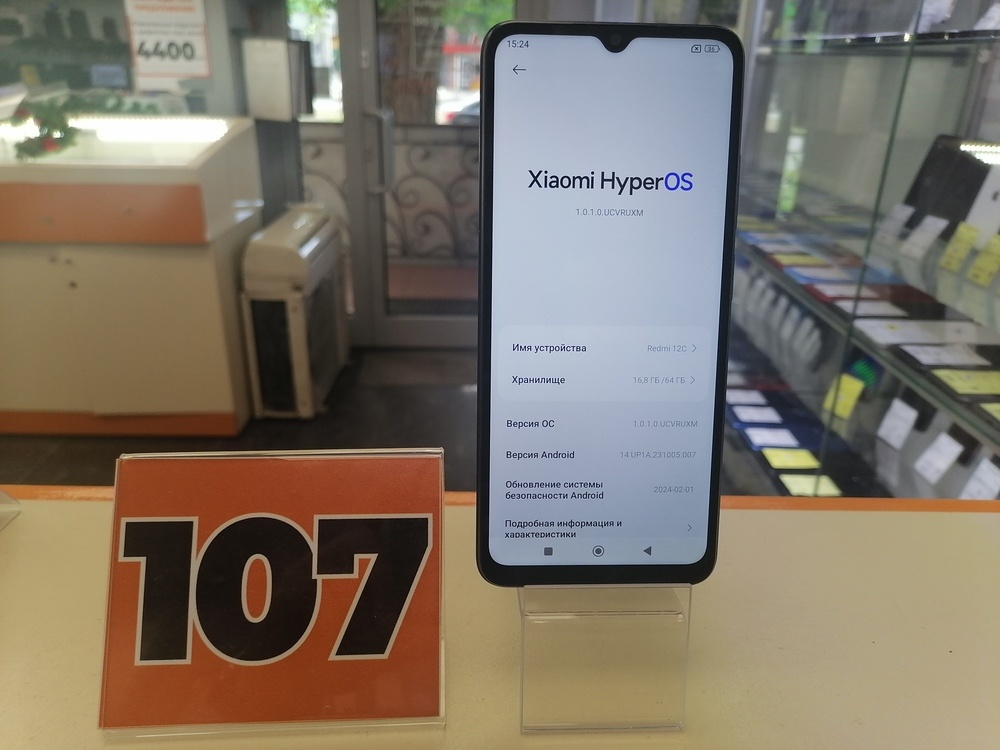 4400
15:24
36
Xiaomi HyperOS
1.0.1.0.UCVRUXM
Имя устройства
Redmi 12C
Хранилище
16,8 ГБ /64 ГБ
Версия ОС
1.0.1.0.UCVRUXM
Версия Android
14 UP1A.231005.007
Обновление системы
безопасности Android
2024-02-01
Подробная информация и
характеристики
107